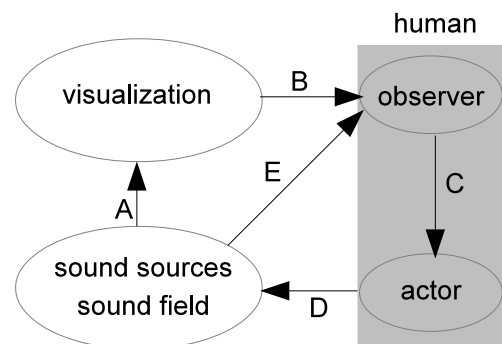 human
visualization
B
observer
E
C
A
sound sources
sound field
D
actor